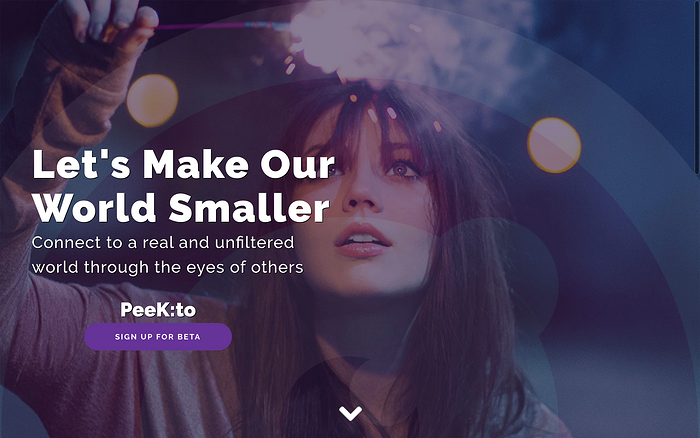 Let's Make Our
World Smaller
Connect to a real and unfiltered
world through the eyes of others
PeeK:to
SIGN UP FOR BETA